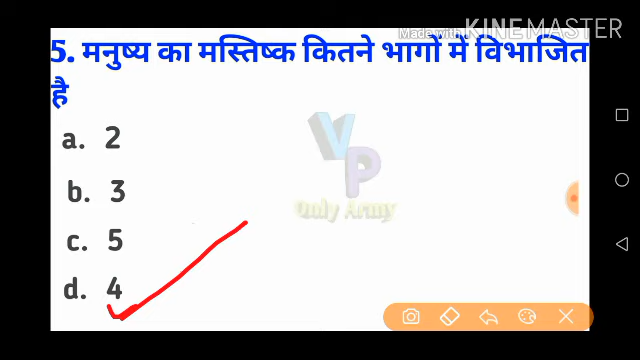 Made with KINEMASTER
5. मनुष्य का मस्तिष्क कितने भागों में विभाजित
है
a. 2
b. 3
c. 5
d. 4
VP
Only Army